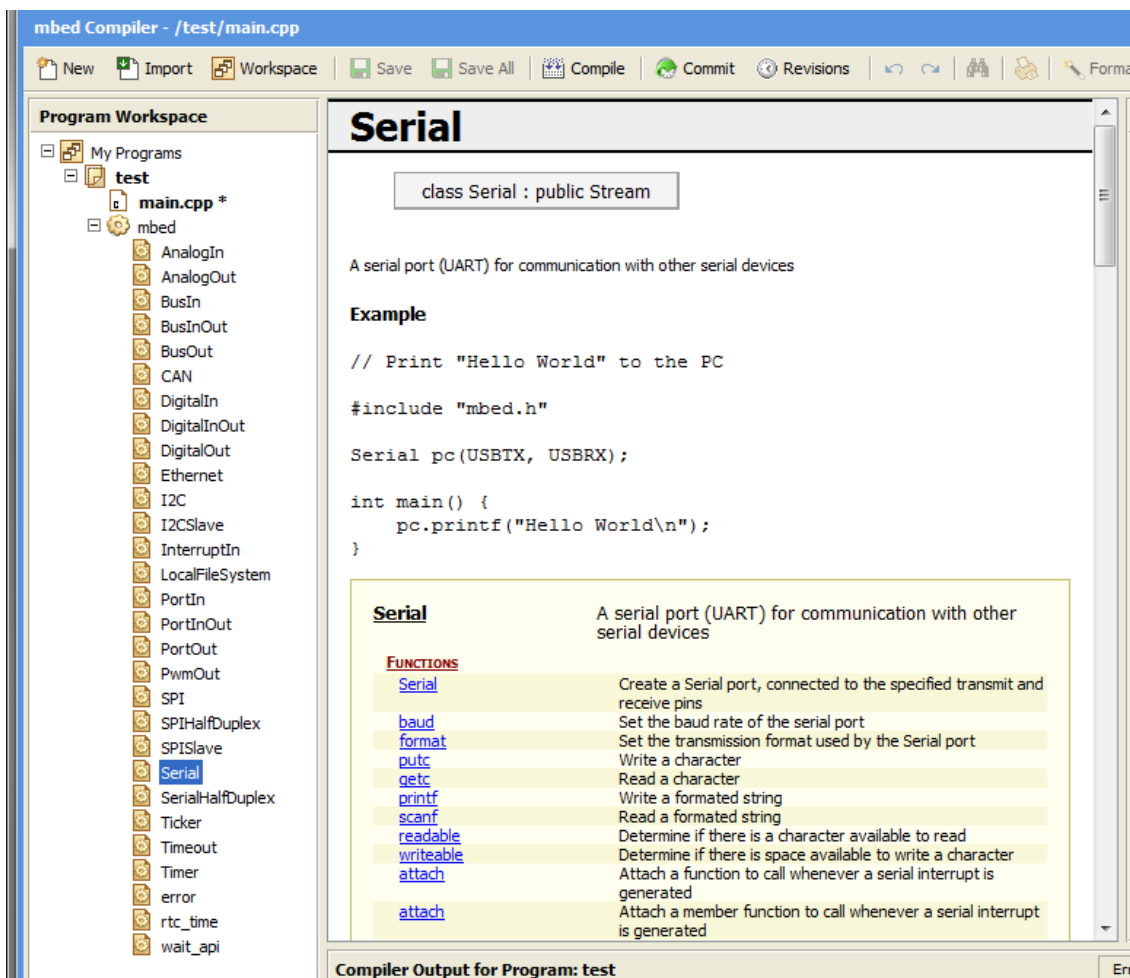 mbed Compiler - /test/main.cpp
New Import Workspace Save Save All Compile Commit Revisions Forma
Program Workspace
My Programs
test
main.cpp *
mbed
AnalogIn
AnalogOut
BusIn
BusInOut
BusOut
CAN
DigitalIn
DigitalInOut
DigitalOut
Ethernet
I2C
I2CSlave
InterruptIn
LocalFileSystem
PortIn
PortInOut
PortOut
PwmOut
SPI
SPIHalfDuplex
SPISlave
Serial
SerialHalfDuplex
Ticker
Timeout
Timer
error
rtc_time
wait_api
Serial
class Serial : public Stream
A serial port (UART) for communication with other serial devices
Example
// Print "Hello World" to the PC
#include "mbed.h"
Serial pc(USBTX, USBRX);
int main() {
    pc.printf("Hello World\n");
}
Serial A serial port (UART) for communication with other
serial devices
FUNCTIONS
Serial Create a Serial port, connected to the specified transmit and
receive pins
baud Set the baud rate of the serial port
format Set the transmission format used by the Serial port
putc Write a character
getc Read a character
printf Write a formated string
scanf Read a formated string
readable Determine if there is a character available to read
writeable Determine if there is space available to write a character
attach Attach a function to call whenever a serial interrupt is
generated
attach Attach a member function to call whenever a serial interrupt
is generated
Compiler Output for Program: test Err